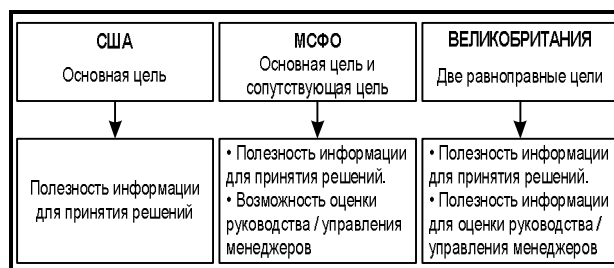 США
Основная цель
МСФО
Основная цель и
сопутствующая цель
ВЕЛИКОБРИТАНИЯ
Две равноправные цели
Полезность информации
для принятия решений
• Полезность информации
для принятия решений.
• Возможность оценки
руководства / управления
менеджеров
• Полезность информации
для принятия решений.
• Полезность информации
для оценки руководства /
управления менеджеров